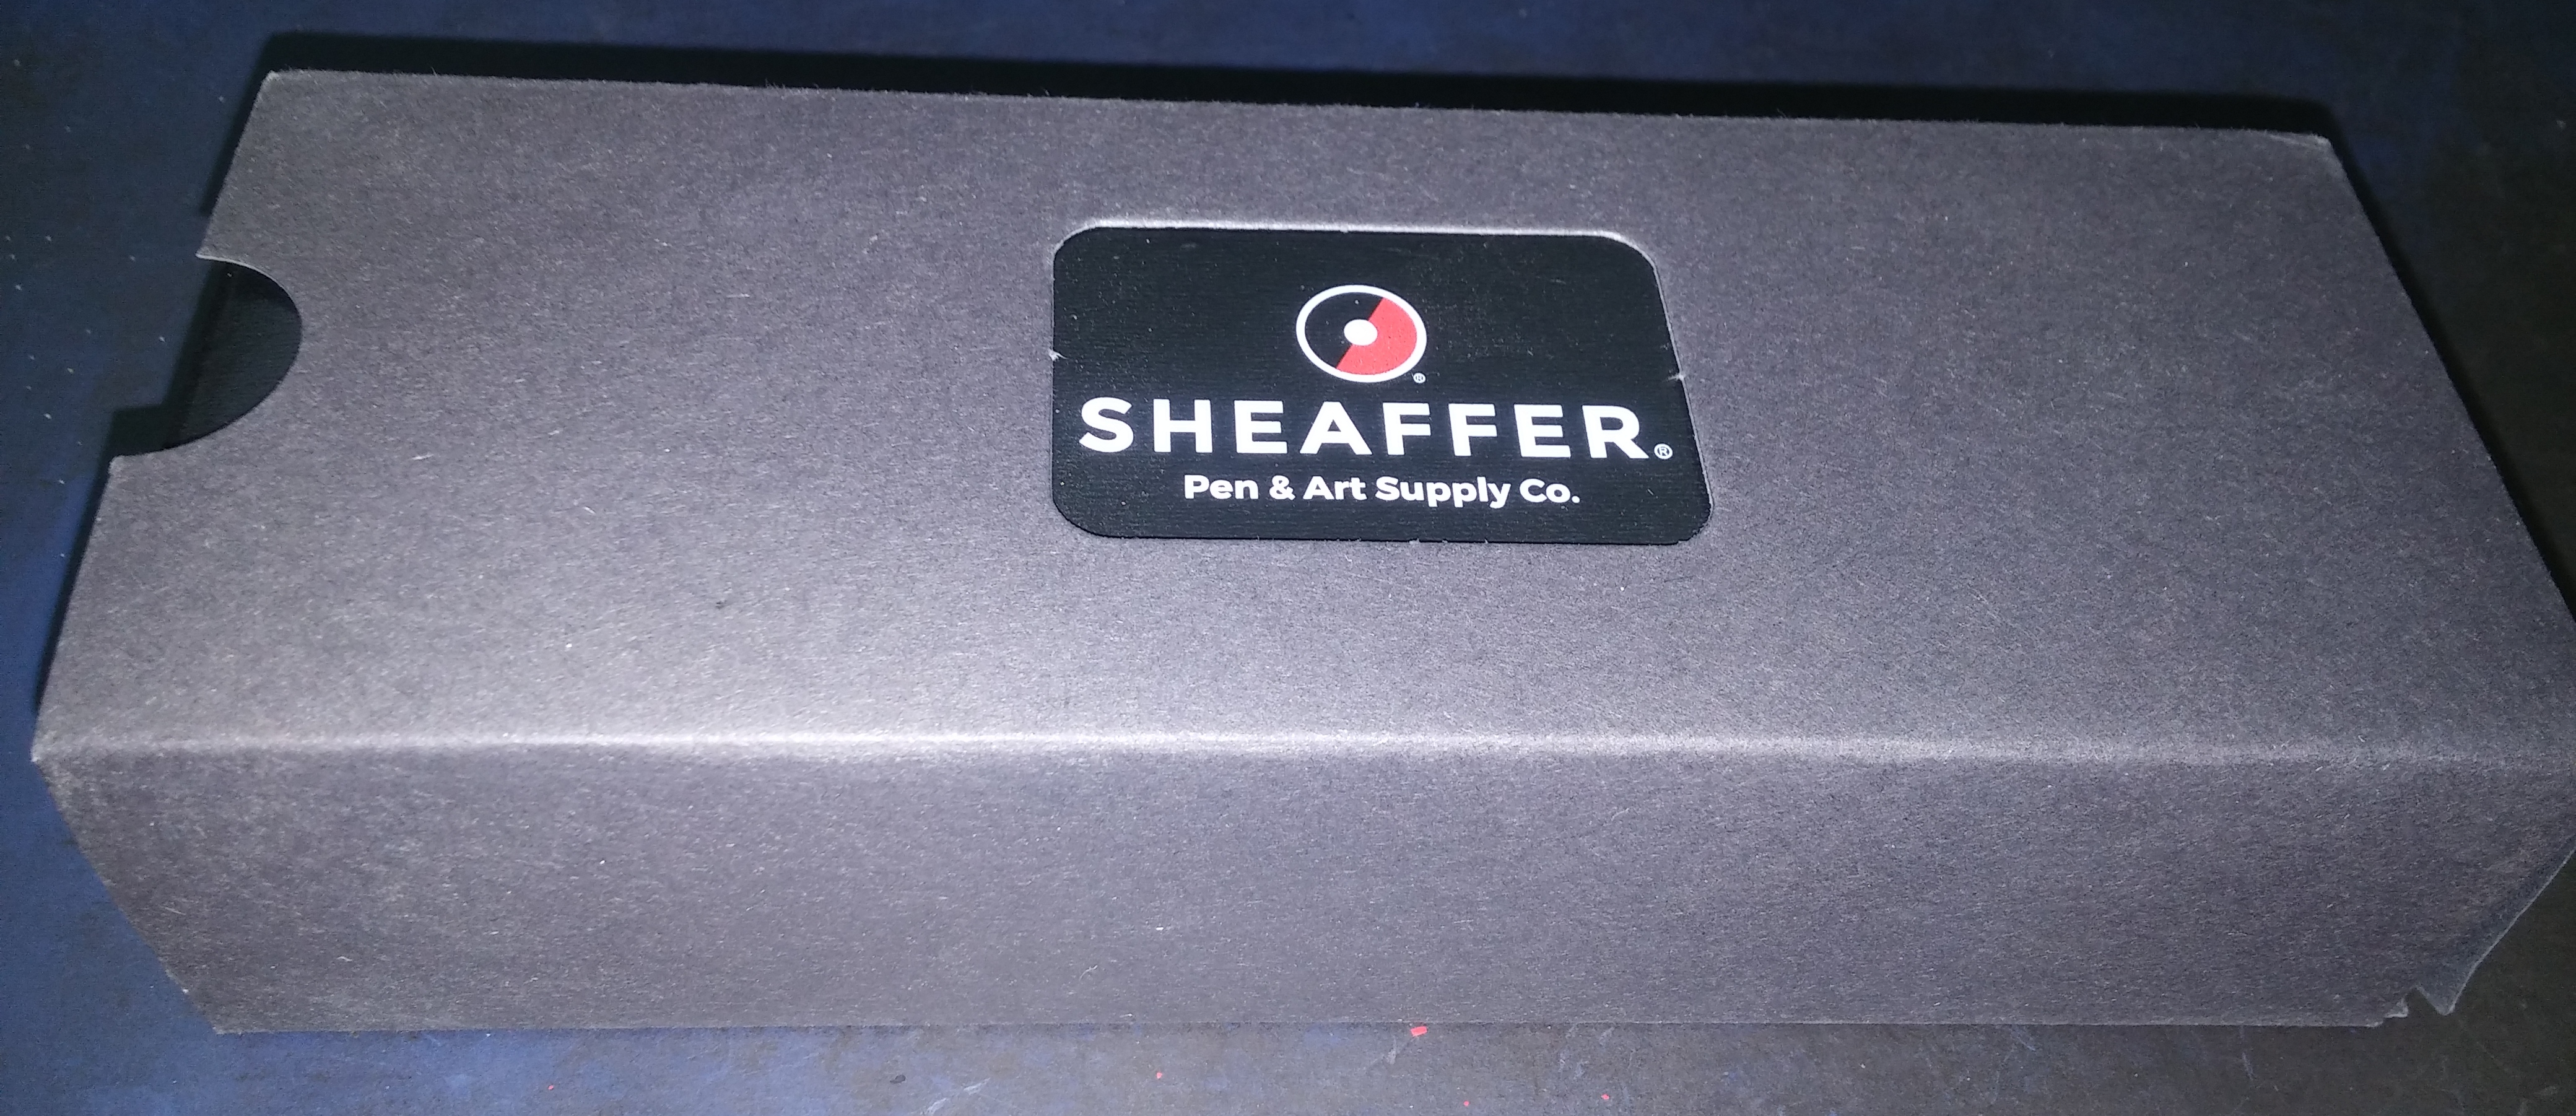 ®
SHEAFFER®
Pen & Art Supply Co.